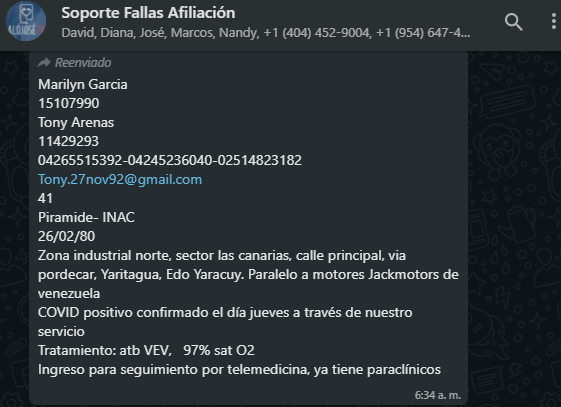 Soporte Fallas Afiliación
David, Diana, José, Marcos, Nandy, +1 (404) 452-9004, +1 (954) 647-4...
Reenviado
Marilyn Garcia
15107990
Tony Arenas
11429293
04265515392-04245236040-02514823182
Tony.27nov92@gmail.com
41
Piramide- INAC
26/02/80
Zona industrial norte, sector las canarias, calle principal, via
pordecar, Yaritagua, Edo Yaracuy. Paralelo a motores Jackmotors de
venezuela
COVID positivo confirmado el día jueves a través de nuestro
servicio
Tratamiento: atb VEV,   97% sat O2
Ingreso para seguimiento por telemedicina, ya tiene paraclínicos
6:34 a. m.